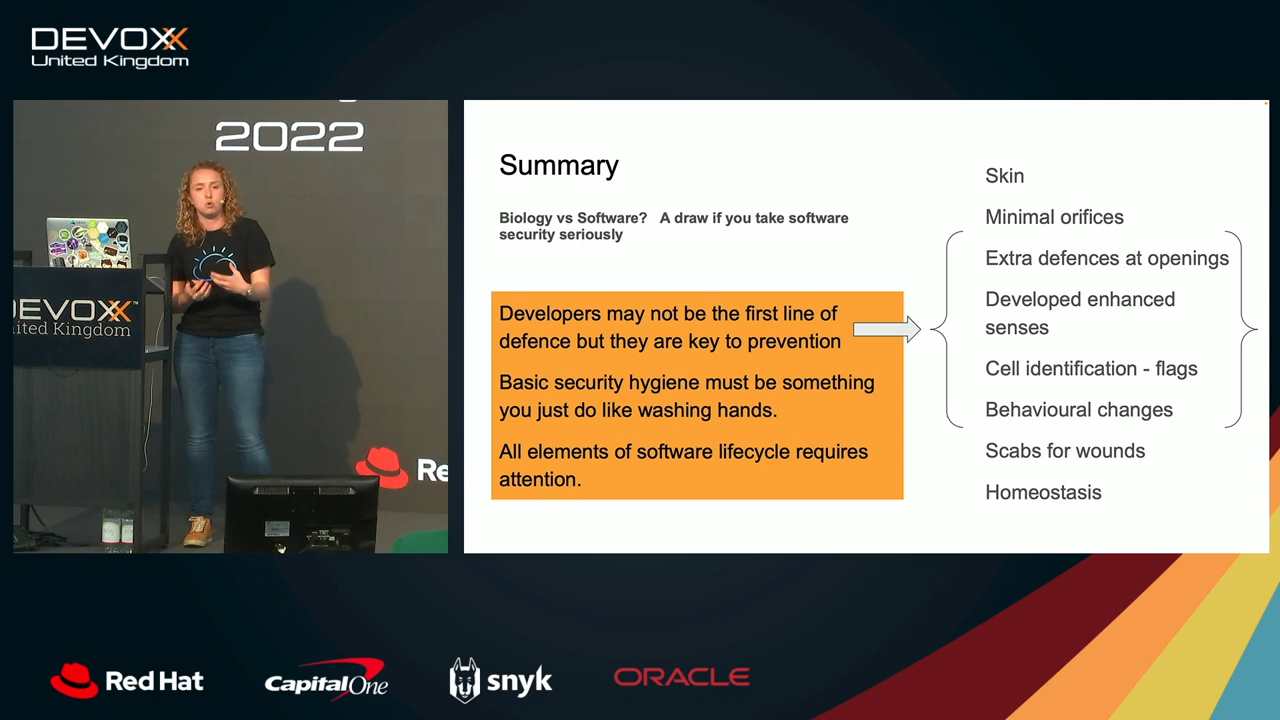 DEVOXX
United Kingdom
2022
DEVOXX™
United Kingdom
Re
Summary
Biology vs Software? A draw if you take software
security seriously
Developers may not be the first line of
defence but they are key to prevention
Basic security hygiene must be something
you just do like washing hands.
All elements of software lifecycle requires
attention.
Skin
Minimal orifices
Extra defences at openings
Developed enhanced
senses
Cell identification - flags
Behavioural changes
Scabs for wounds
Homeostasis
Red Hat
Capital One
snyk
ORACLE